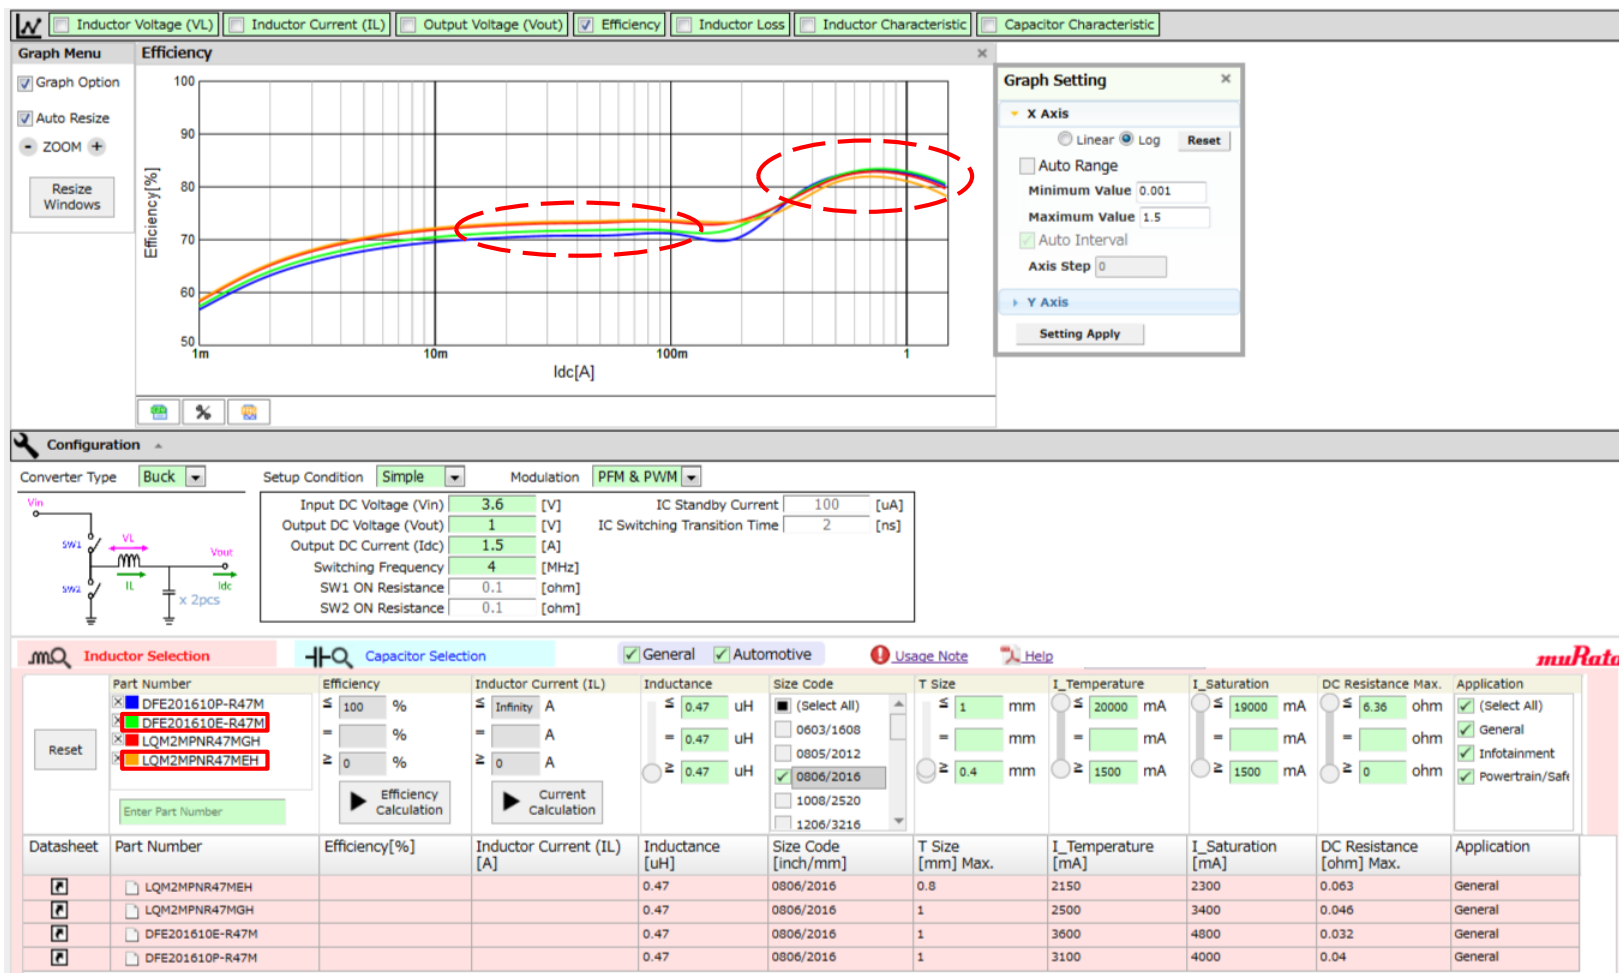 Inductor Voltage (VL) Inductor Current (IL) Output Voltage (Vout) Efficiency Inductor Loss Inductor Characteristic Capacitor Characteristic
Graph Menu
Graph Option
Auto Resize
- ZOOM +
Resize
Windows
Efficiency ×
100
90
80
70
60
50
Efficiency[%]
1m 10m 100m 1
Idc[A]
Graph Setting ×
X Axis
Linear Log Reset
Auto Range
Minimum Value 0.001
Maximum Value 1.5
Auto Interval
Axis Step 0
Y Axis
Setting Apply
Configuration
Converter Type Buck Setup Condition Simple Modulation PFM & PWM
Vin
SW1
VL
Vout
SW2
IL
Idc
x 2pcs
Input DC Voltage (Vin) 3.6 [V] IC Standby Current 100 [uA]
Output DC Voltage (Vout) 1 [V] IC Switching Transition Time 2 [ns]
Output DC Current (Idc) 1.5 [A]
Switching Frequency 4 [MHz]
SW1 ON Resistance 0.1 [ohm]
SW2 ON Resistance 0.1 [ohm]
Inductor Selection Capacitor Selection General Automotive Usage Note Help muRata
Part Number Efficiency Inductor Current (IL) Inductance Size Code T Size I_Temperature I_Saturation DC Resistance Max. Application
Reset
DFE201610P-R47M
DFE201610E-R47M
LQM2MPNR47MGH
LQM2MPNR47MEH
Enter Part Number
≤ 100 %
= %
≥ 0 %
Efficiency
Calculation
≤ Infinity A
= A
≥ 0 A
Current
Calculation
≤ 0.47 uH
= 0.47 uH
≥ 0.47 uH
(Select All)
0603/1608
0805/2012
0806/2016
1008/2520
1206/3216
≤ 1 mm
= mm
≥ 0.4 mm
≤ 20000 mA
= mA
≥ 1500 mA
≤ 19000 mA
= mA
≥ 1500 mA
≤ 6.36 ohm
= ohm
≥ 0 ohm
(Select All)
General
Infotainment
Powertrain/Safe
Datasheet Part Number Efficiency[%] Inductor Current (IL) Inductance Size Code T Size I_Temperature I_Saturation DC Resistance Application
[A] [uH] [inch/mm] [mm] Max. [mA] [mA] [ohm] Max.
LQM2MPNR47MEH 0.47 0806/2016 0.8 2150 2300 0.063 General
LQM2MPNR47MGH 0.47 0806/2016 1 2500 3400 0.046 General
DFE201610E-R47M 0.47 0806/2016 1 3600 4800 0.032 General
DFE201610P-R47M 0.47 0806/2016 1 3100 4000 0.04 General